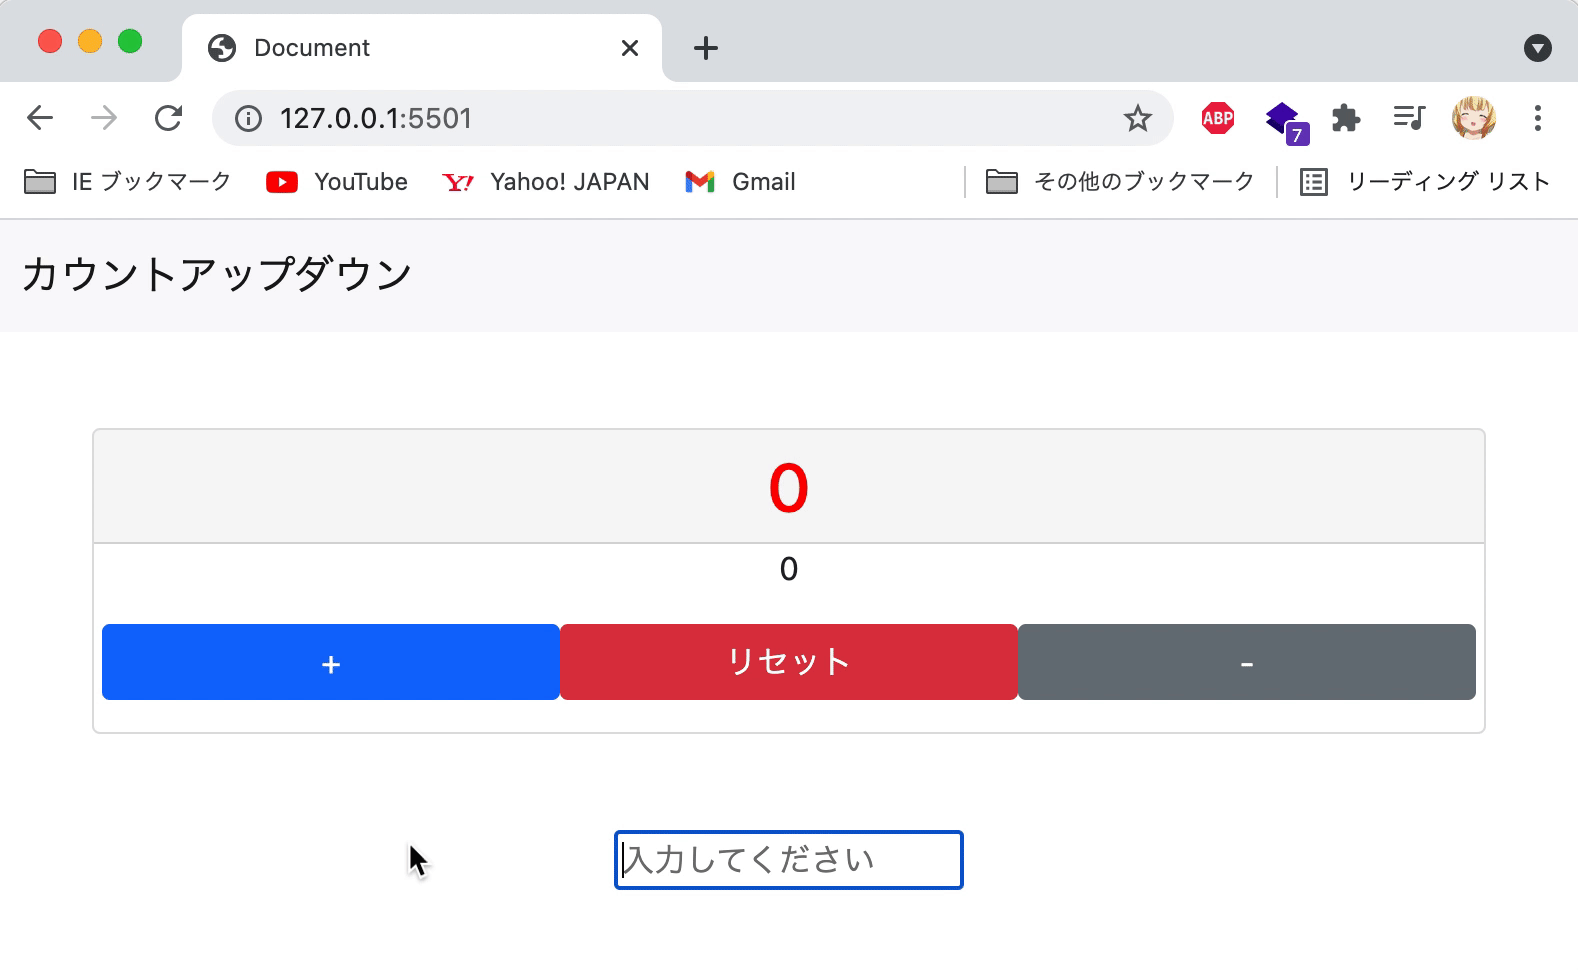 Document
127.0.0.1:5501
ABP
7
IE ブックマーク
YouTube
Yahoo! JAPAN
Gmail
その他のブックマーク
リーディング リスト
カウントアップダウン
0
0
+
リセット
-
入力してください